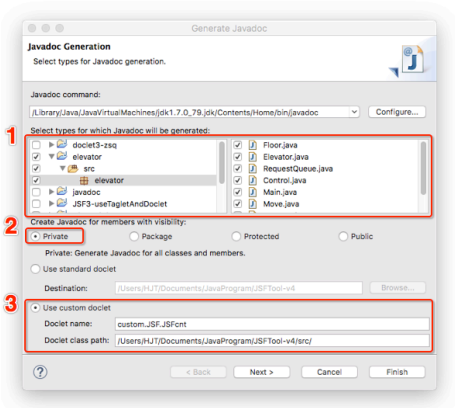 Generate Javadoc
Javadoc Generation
Select types for Javadoc generation.
Javadoc command:
/Library/Java/JavaVirtualMachines/jdk1.7.0_79.jdk/Contents/Home/bin/javadoc
Configure...
1
Select types for which Javadoc will be generated:
doclet3-zsq
elevator
src
elevator
javadoc
JSF3-useTagletAndDoclet
Floor.java
Elevator.java
RequestQueue.java
Control.java
Main.java
Move.java
2
Create Javadoc for members with visibility:
Private Package Protected Public
Private: Generate Javadoc for all classes and members.
Use standard doclet
Destination: /Users/HJT/Documents/JavaProgram/JSFTool-v4 Browse...
3
Use custom doclet
Doclet name: custom.JSF.JSFcnt
Doclet class path: /Users/HJT/Documents/JavaProgram/JSFTool-v4/src/
? < Back Next > Cancel Finish